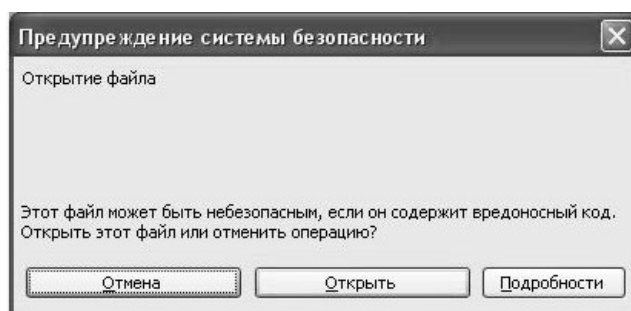 Предупреждение системы безопасности
Открытие файла
Этот файл может быть небезопасным, если он содержит вредоносный код.
Открыть этот файл или отменить операцию?
Отмена Открыть Подробности